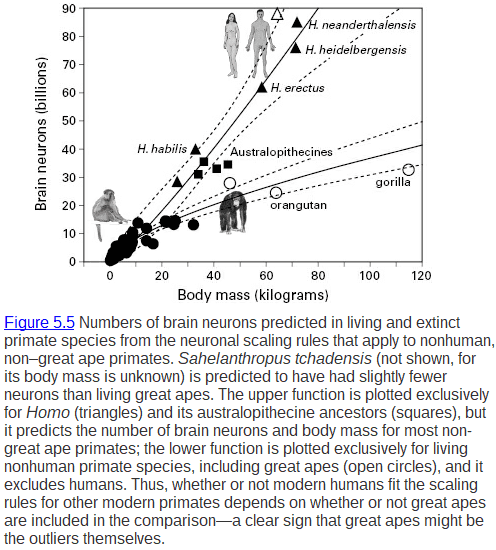 90
80
70
60
50
40
30
20
10
0
Brain neurons (billions)
H. neanderthalensis
H. heidelbergensis
H. erectus
H. habilis
Australopithecines
gorilla
orangutan
0 20 40 60 80 100 120
Body mass (kilograms)
Figure 5.5 Numbers of brain neurons predicted in living and extinct
primate species from the neuronal scaling rules that apply to nonhuman,
non–great ape primates. Sahelanthropus tchadensis (not shown, for
its body mass is unknown) is predicted to have had slightly fewer
neurons than living great apes. The upper function is plotted exclusively
for Homo (triangles) and its australopithecine ancestors (squares), but
it predicts the number of brain neurons and body mass for most non-
great ape primates; the lower function is plotted exclusively for living
nonhuman primate species, including great apes (open circles), and it
excludes humans. Thus, whether or not modern humans fit the scaling
rules for other modern primates depends on whether or not great apes
are included in the comparison—a clear sign that great apes might be
the outliers themselves.